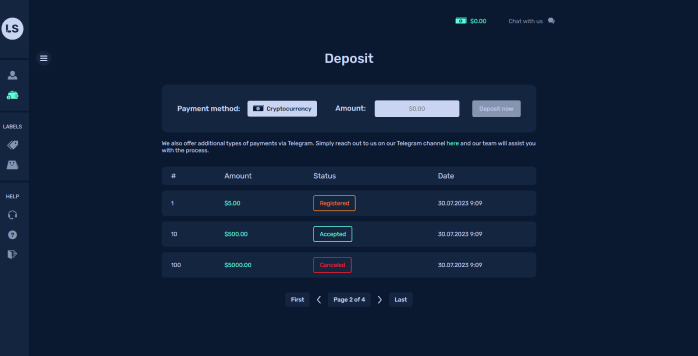 LS
$0.00
Chat with us
Deposit
Payment method:
Cryptocurrency
Amount:
$0.00
Deposit now
We also offer additional types of payments via Telegram. Simply reach out to us on our Telegram channel here and our team will assist you
with the process.
LABELS
HELP
# Amount Status Date
1 $5.00 Registered 30.07.2023 9:09
10 $500.00 Accepted 30.07.2023 9:09
100 $5000.00 Canceled 30.07.2023 9:09
First Page 2 of 4 Last